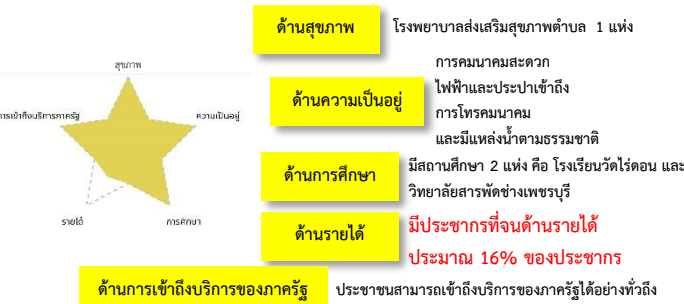 สุขภาพ
การเข้าถึงบริการภาครัฐ
ความเป็นอยู่
รายได้
การศึกษา
ด้านสุขภาพ
โรงพยาบาลส่งเสริมสุขภาพตำบล 1 แห่ง
ด้านความเป็นอยู่
การคมนาคมสะดวก
ไฟฟ้าและประปาเข้าถึง
การโทรคมนาคม
และมีแหล่งน้ำตามธรรมชาติ
ด้านการศึกษา
มีสถานศึกษา 2 แห่ง คือ โรงเรียนวัดไร่ดอน และ
วิทยาลัยสารพัดช่างเพชรบุรี
ด้านรายได้
มีประชากรที่จนด้านรายได้
ประมาณ 16% ของประชากร
ด้านการเข้าถึงบริการของภาครัฐ
ประชาชนสามารถเข้าถึงบริการของภาครัฐได้อย่างทั่วถึง